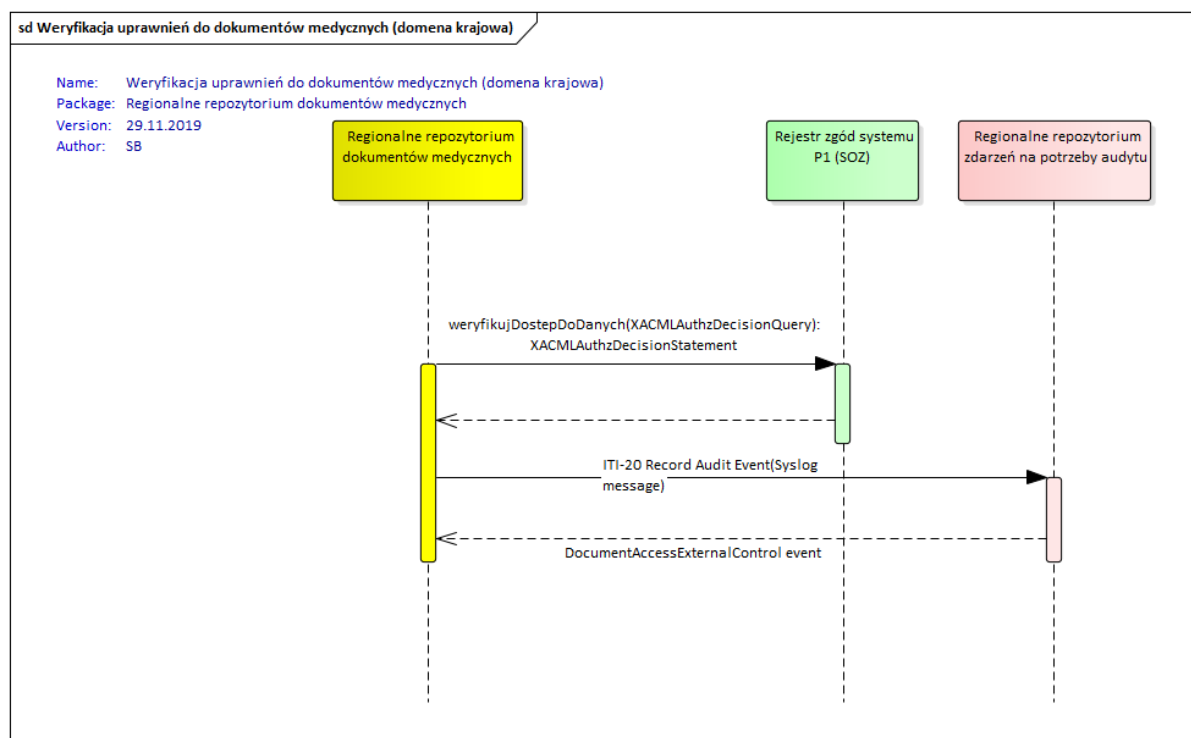 sd Weryfikacja uprawnień do dokumentów medycznych (domena krajowa)
Name: Weryfikacja uprawnień do dokumentów medycznych (domena krajowa)
Package: Regionalne repozytorium dokumentów medycznych
Version: 29.11.2019
Author: SB
Regionalne repozytorium
dokumentów medycznych
Rejestr zgód systemu
P1 (SOZ)
Regionalne repozytorium
zdarzeń na potrzeby audytu
weryfikujDostepDoDanych(XACMLAuthzDecisionQuery):
XACMLAuthzDecisionStatement
ITI-20 Record Audit Event(Syslog
message)
DocumentAccessExternalControl event